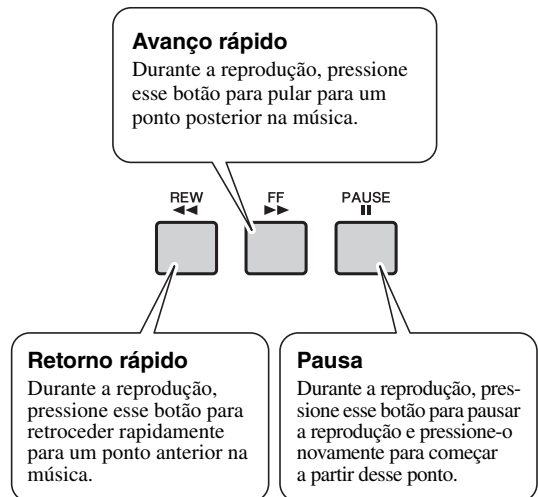 Avanço rápido
Durante a reprodução, pressione
esse botão para pular para um
ponto posterior na música.
REW
FF
PAUSE
Retorno rápido
Durante a reprodução,
pressione esse botão para
retroceder rapidamente
para um ponto anterior na
música.
Pausa
Durante a reprodução, pres-
sione esse botão para pausar
a reprodução e pressione-o
novamente para começar
a partir desse ponto.